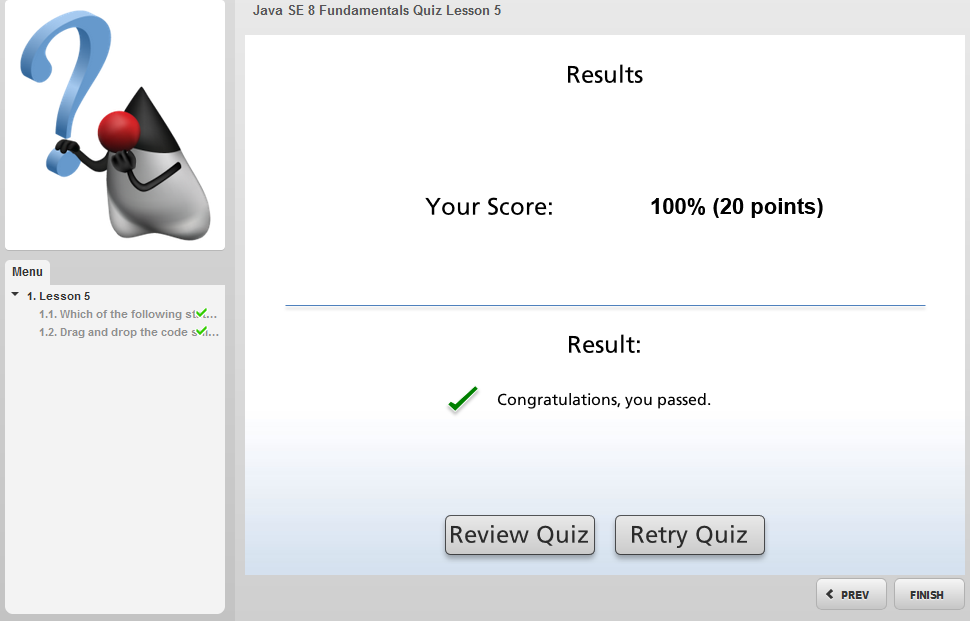 Java SE 8 Fundamentals Quiz Lesson 5
Results
Your Score: 100% (20 points)
Result:
Congratulations, you passed.
Review Quiz Retry Quiz
Menu
1. Lesson 5
1.1. Which of the following st...
1.2. Drag and drop the code s...
PREV FINISH